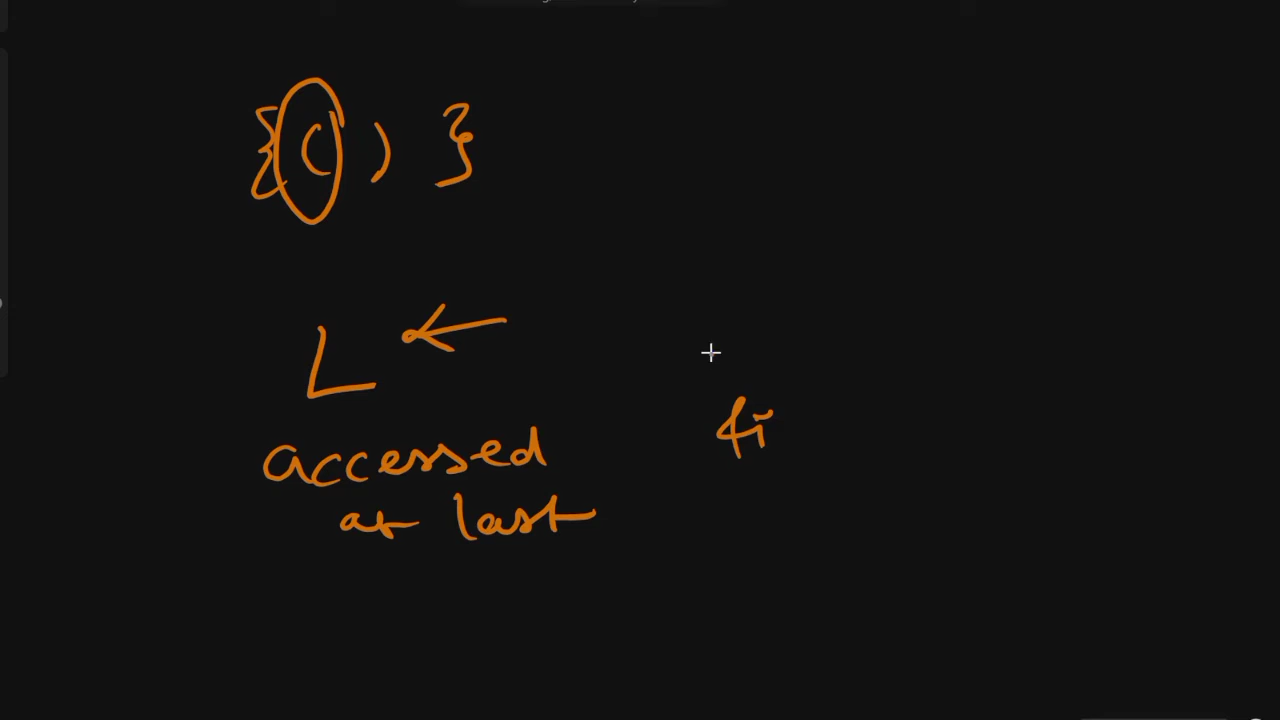 { ( ) }
L ←
accessed
at last
fi